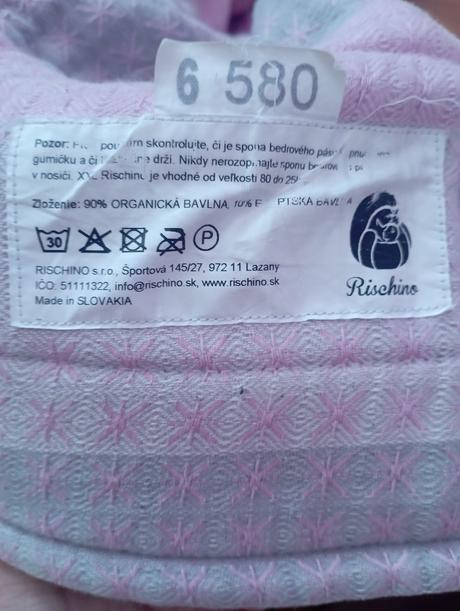 6 580
Pozor: skontrolujte, či je spona bedrového
gumičku a či drží. Nikdy nerozopínajte sponu
v nosiči. Rischino je vhodné od veľkosti 80 do
Zloženie: 90% ORGANICKÁ BAVLNA, 10%
30
P
RISCHINO s.r.o., Športová 145/27, 972 11 Lazany
IČO: 51111322, info@rischino.sk, www.rischino.sk
Made in SLOVAKIA
Rischino